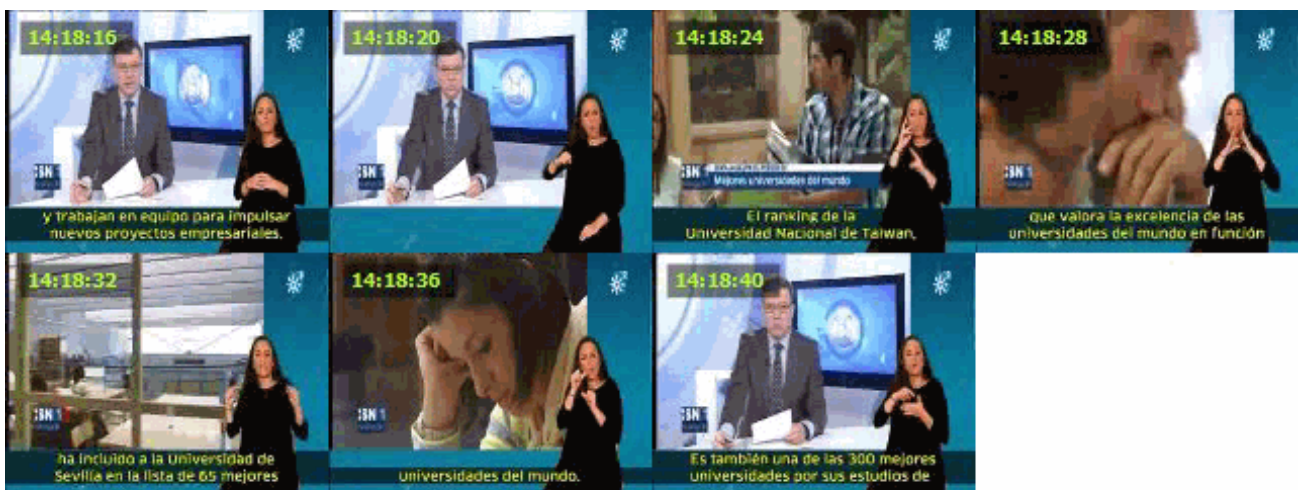 14:18:16
CSN 1
y trabajan en equipo para impulsar
nuevos proyectos empresariales.
14:18:20
CSN 1
14:18:24
Mejores universidades del mundo
El ranking de la
Universidad Nacional de Taiwan,
14:18:28
que valora la excelencia de las
universidades del mundo en función
14:18:32
ha incluido a la Universidad de
Sevilla en la lista de 65 mejores
14:18:36
universidades del mundo.
14:18:40
Es también una de las 300 mejores
universidades por sus estudios de